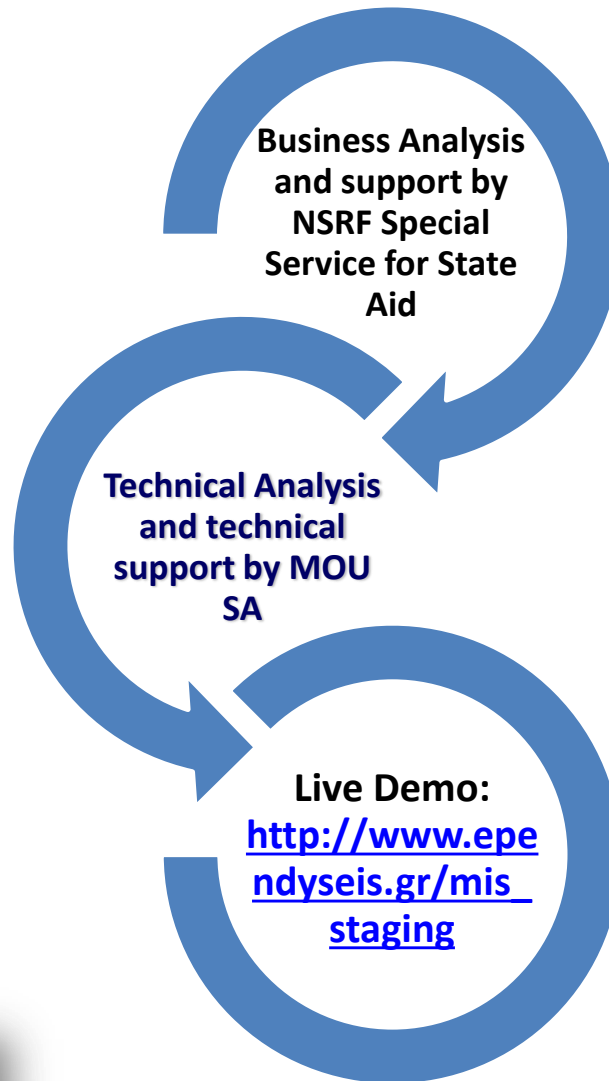 Business Analysis
and support by
NSRF Special
Service for State
Aid
Technical Analysis
and technical
support by MOU
SA
Live Demo:
http://www.epe
ndyseis.gr/mis_
staging